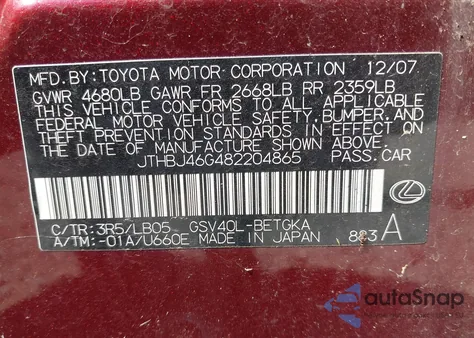 MFD.BY:TOYOTA MOTOR CORPORATION 12/07
GVWR 4680LB GAWR FR 2668LB RR 2359LB
THIS VEHICLE CONFORMS TO ALL APPLICABLE
FEDERAL MOTOR VEHICLE SAFETY, BUMPER, AND
THEFT PREVENTION STANDARDS IN EFFECT ON
THE DATE OF MANUFACTURE SHOWN ABOVE.
JTHBJ46G482204865 PASS.CAR
C/TR:3R5/LB05 GSV40L-BETGKA
A/TM:-01A/U660E MADE IN JAPAN 823 A
autoSnap